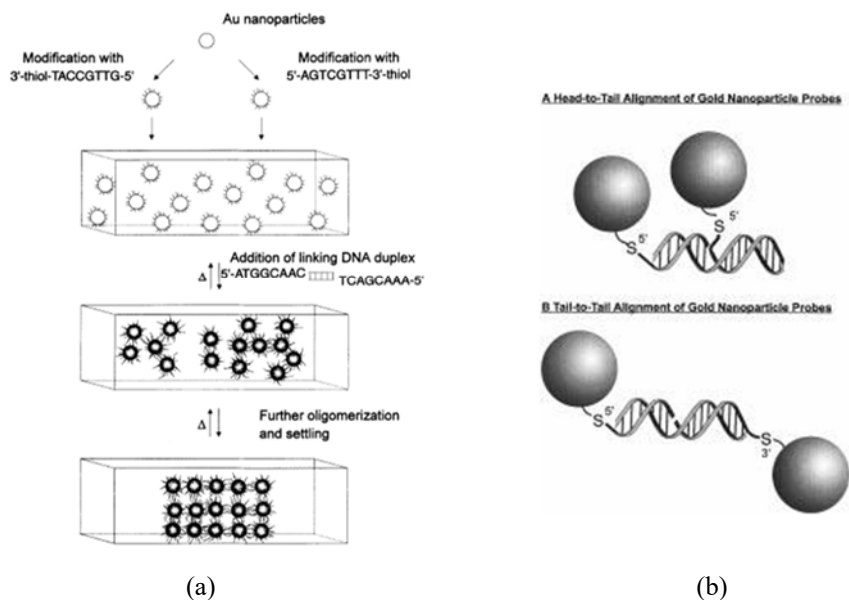 Au nanoparticles
Modification with
3'-thiol-TACCGTTG-5'
Modification with
5'-AGTCGTTT-3'-thiol
Addition of linking DNA duplex
Δ
5'-ATGGCAAC
TCAGCAAA-5'
Δ
Further oligomerization
and settling
(a)
A Head-to-Tail Alignment of Gold Nanoparticle Probes
5'
S
5'
S
B Tail-to-Tail Alignment of Gold Nanoparticle Probes
5'
S
S
3'
(b)